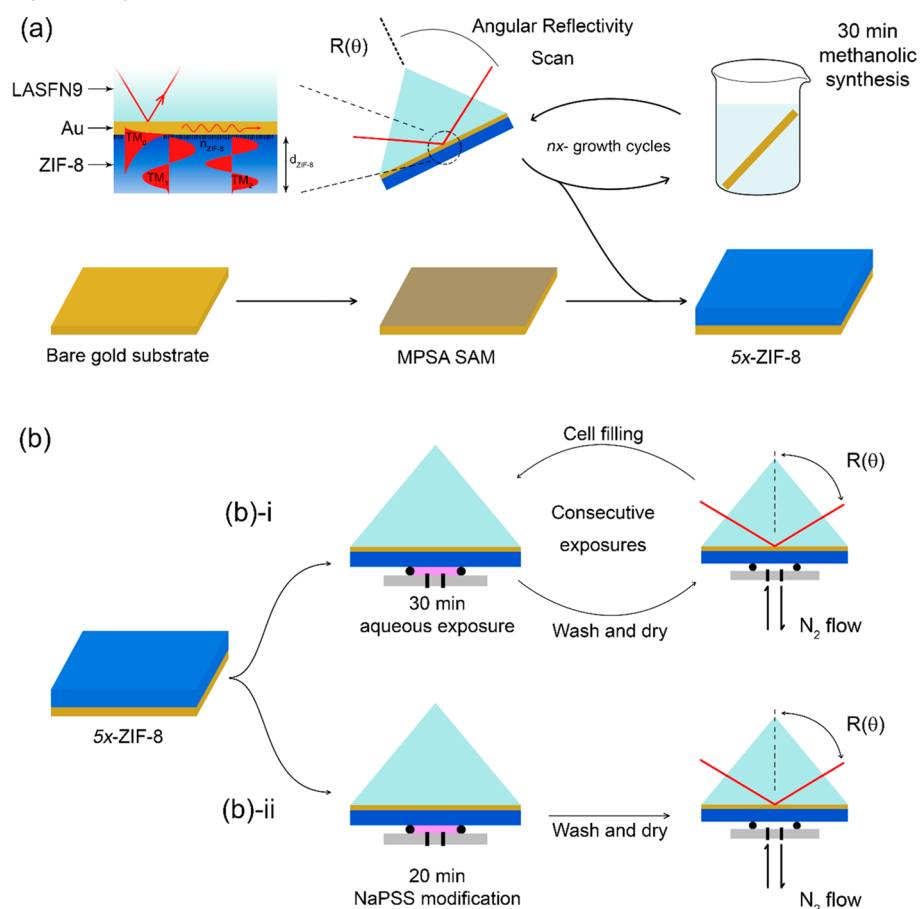 (a)
R(θ)
Angular Reflectivity
Scan
30 min
methanolic
synthesis
LASFN9
Au
ZIF-8
TM0
nZIF-8
dZIF-8
TM1
TM2
nx- growth cycles
Bare gold substrate
MPSA SAM
5x-ZIF-8
(b)
(b)-i
Cell filling
R(θ)
Consecutive
exposures
30 min
aqueous exposure
Wash and dry
N2 flow
5x-ZIF-8
(b)-ii
R(θ)
Wash and dry
20 min
NaPSS modification
N2 flow